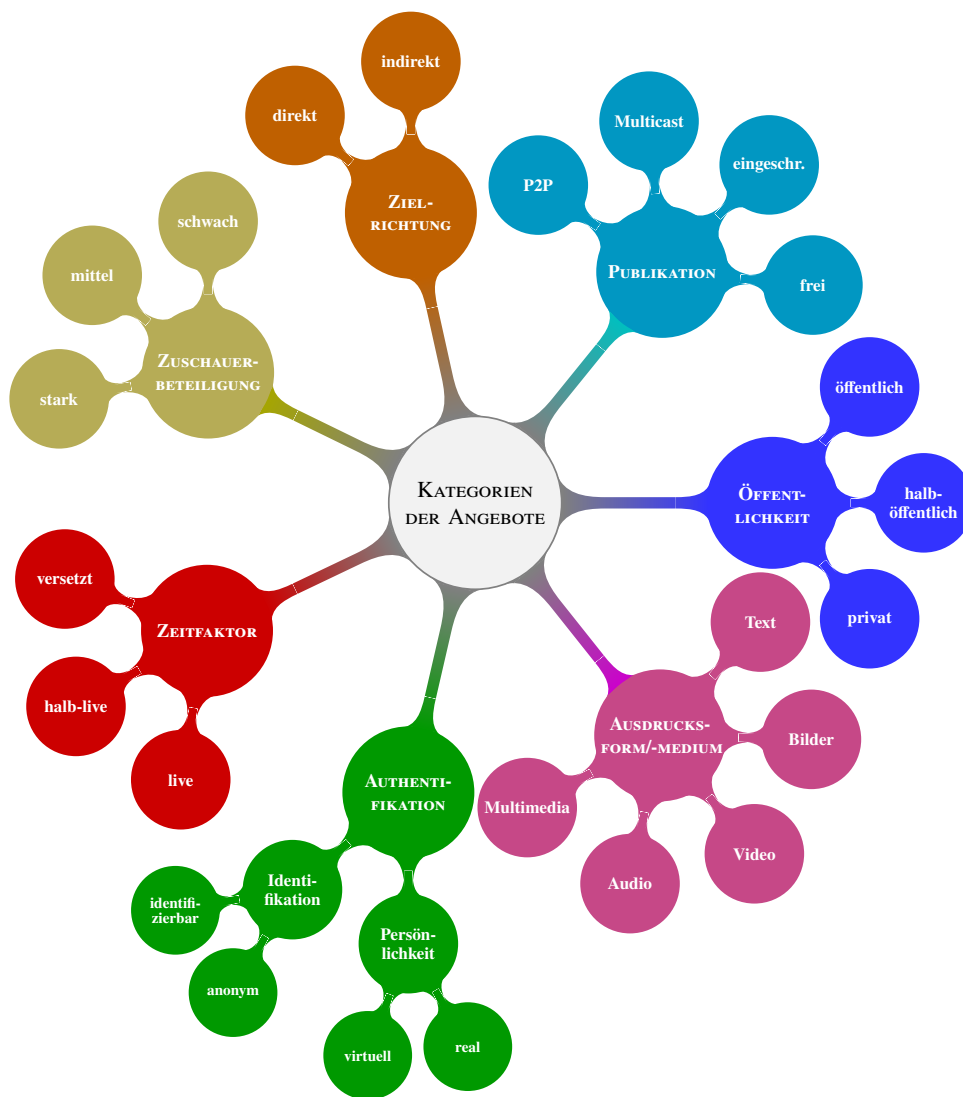 KATEGORIEN
DER ANGEBOTE
ZIEL-
RICHTUNG
direkt
indirekt
PUBLIKATION
P2P
Multicast
eingeschr.
frei
ÖFFENT-
LICHKEIT
öffentlich
halb-
öffentlich
privat
AUSDRUCKS-
FORM/-MEDIUM
Text
Bilder
Video
Audio
Multimedia
AUTHENTI-
FIKATION
Identi-
fikation
identifi-
zierbar
anonym
Persön-
lichkeit
virtuell
real
ZEITFAKTOR
versetzt
halb-live
live
ZUSCHAUER-
BETEILIGUNG
schwach
mittel
stark